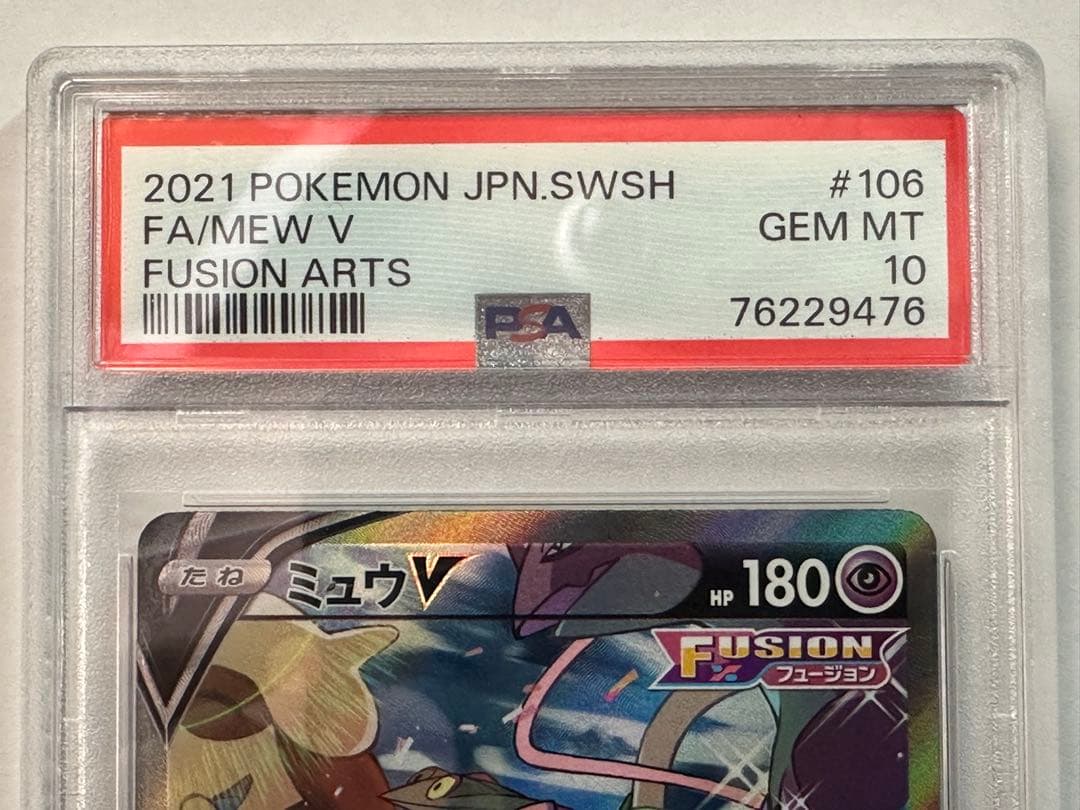 2021 POKEMON JPN.SWSH #106
FA/MEW V GEM MT
FUSION ARTS 10
PSA 76229476
たね ミュウV HP 180
FUSION
フュージョン